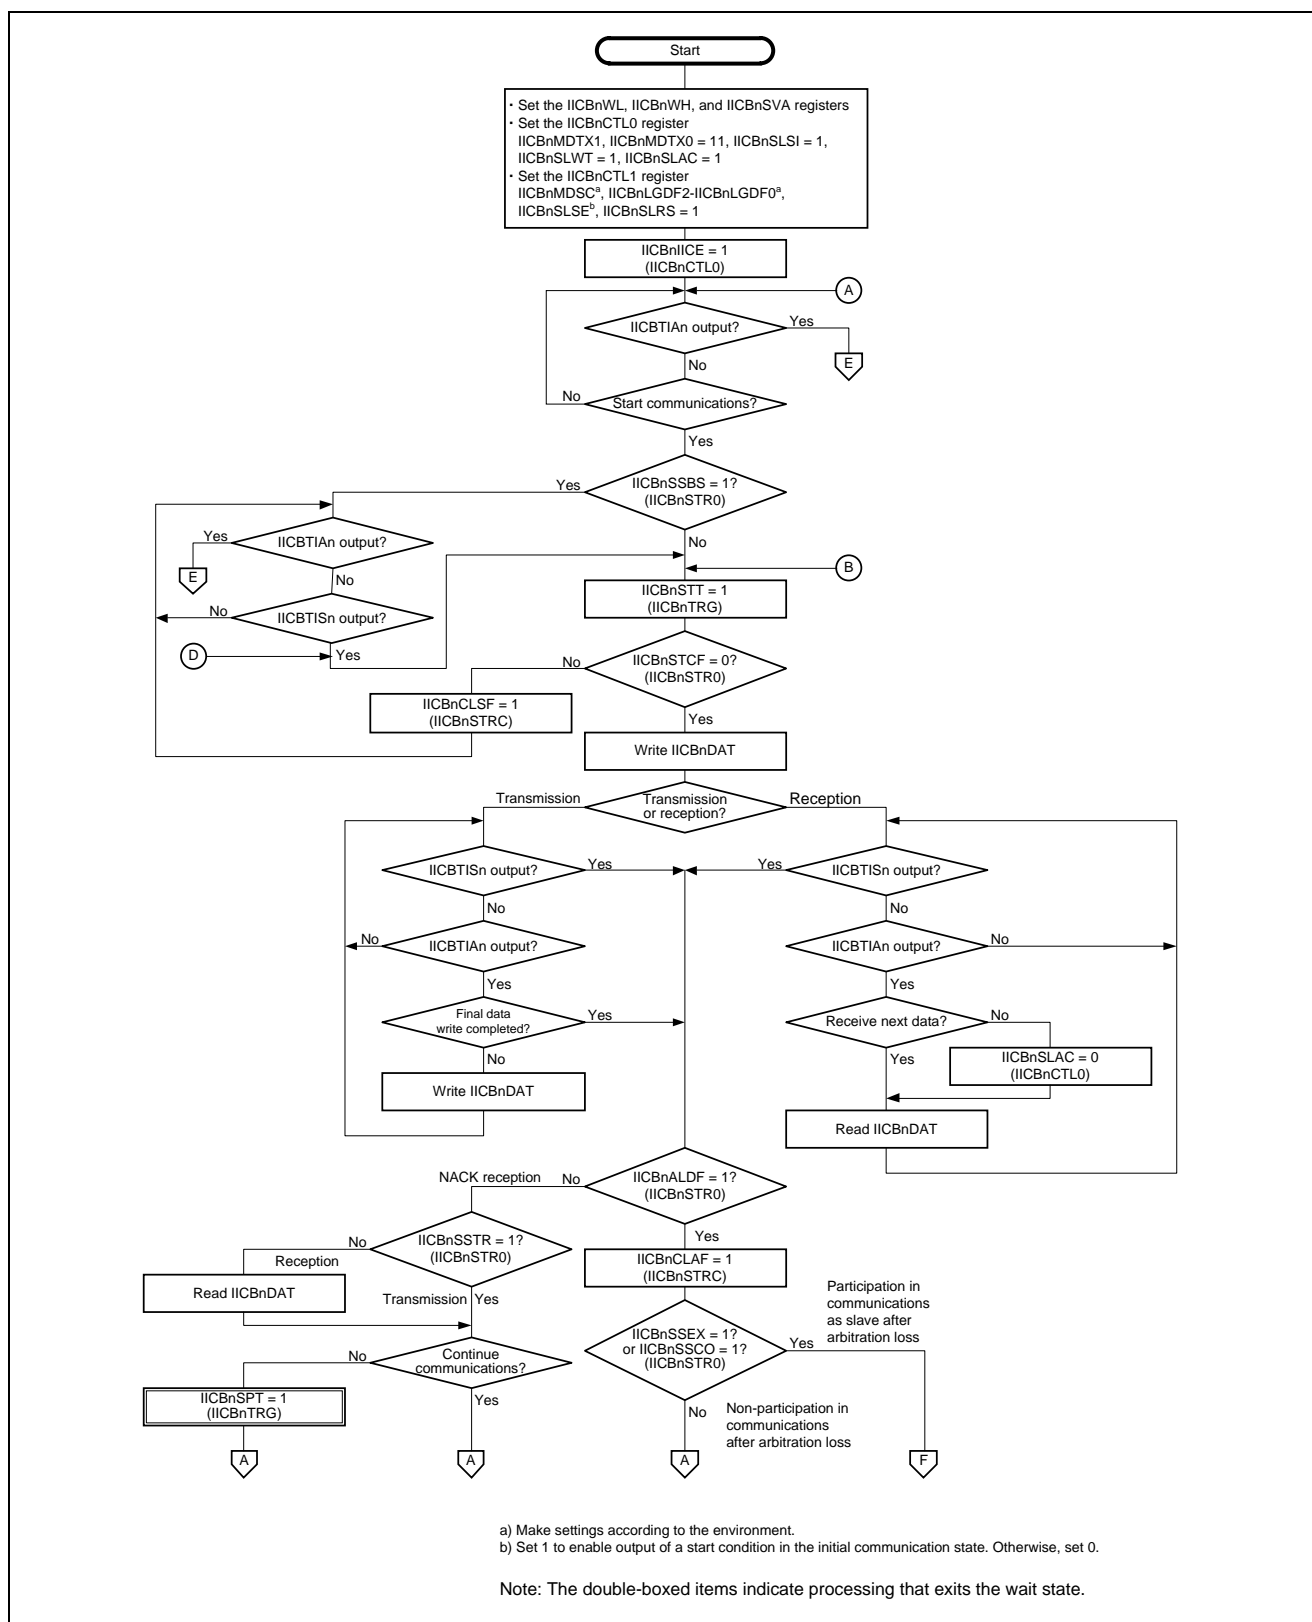 Start
・ Set the IICBnWL, IICBnWH, and IICBnSVA registers
・ Set the IICBnCTL0 register
IICBnMDTX1, IICBnMDTX0 = 11, IICBnSLSI = 1,
IICBnSLWT = 1, IICBnSLAC = 1
・ Set the IICBnCTL1 register
IICBnMDSCa, IICBnLGDF2-IICBnLGDF0a,
IICBnSLSEb, IICBnSLRS = 1
IICBnIICE = 1
(IICBnCTL0)
A
IICBTIAn output?
Yes
E
No
Start communications?
No
Yes
IICBnSSBS = 1?
(IICBnSTR0)
Yes
No
IICBTIAn output?
Yes
E
No
B
IICBnSTT = 1
(IICBnTRG)
IICBTISn output?
No
D
Yes
IICBnSTCF = 0?
(IICBnSTR0)
No
IICBnCLSF = 1
(IICBnSTRC)
Yes
Write IICBnDAT
Transmission
Transmission
or reception?
Reception
IICBTISn output?
Yes
Yes
IICBTISn output?
No
No
No
IICBTIAn output?
IICBTIAn output?
No
Yes
Yes
Final data
write completed?
Yes
Receive next data?
No
No
Yes
IICBnSLAC = 0
(IICBnCTL0)
Write IICBnDAT
Read IICBnDAT
NACK reception
No
IICBnALDF = 1?
(IICBnSTR0)
Yes
No
IICBnSSTR = 1?
(IICBnSTR0)
Reception
IICBnCLAF = 1
(IICBnSTRC)
Read IICBnDAT
Transmission
Yes
Participation in
communications
as slave after
arbitration loss
IICBnSSEX = 1?
or IICBnSSCO = 1?
(IICBnSTR0)
Yes
No
Continue
communications?
IICBnSPT = 1
(IICBnTRG)
Yes
No
Non-participation in
communications
after arbitration loss
A
A
A
F
a) Make settings according to the environment.
b) Set 1 to enable output of a start condition in the initial communication state. Otherwise, set 0.
Note: The double-boxed items indicate processing that exits the wait state.